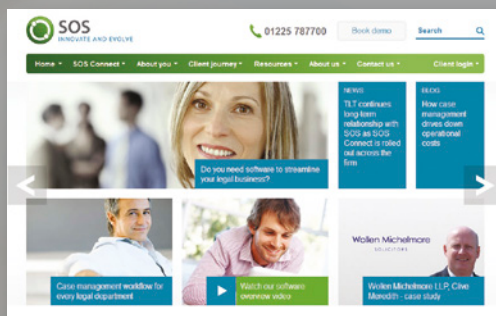 SOS
INNOVATE AND EVOLVE
01225 787700
Book demo
Search
Home
SOS Connect
About you
Client journey
Resources
About us
Contact us
Client login
Do you need software to streamline
your legal business?
NEWS
TLT continues
long-term
relationship with
SOS as SOS
Connect is rolled
out across the
firm
BLOG
How case
management
drives down
operational
costs
Case management workflow for
every legal department
Watch our software
overview video
Wollen Michelmore
SOLICITORS
Wollen Michelmore LLP, Clive
Meredith - case study